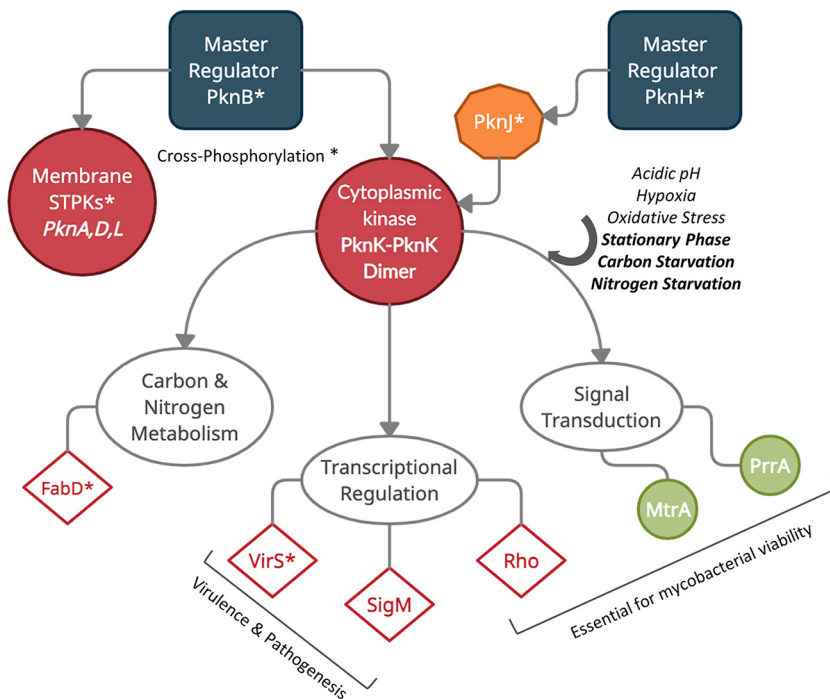 Master
Regulator
PknB*
Master
Regulator
PknH*
PknJ*
Cross-Phosphorylation *
Membrane
STPKs*
PknA,D,L
Cytoplasmic
kinase
PknK-PknK
Dimer
Acidic pH
Hypoxia
Oxidative Stress
Stationary Phase
Carbon Starvation
Nitrogen Starvation
Carbon &
Nitrogen
Metabolism
Signal
Transduction
Transcriptional
Regulation
FabD*
PrrA
MtrA
VirS*
SigM
Rho
Virulence & Pathogenesis
Essential for mycobacterial viability